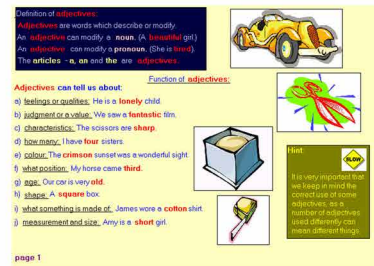 Definition of adjectives:
Adjectives are words which describe or modify
An adjective can modify a noun. (A beautiful girl.)
An adjective can modify a pronoun. (She is tired).
The articles - a, an and the are adjectives.
Function of adjectives:
Adjectives can tell us about:
a) feelings or qualities: He is a lonely child.
b) judgment or a value: We saw a fantastic film.
c) characteristics: The scissors are sharp.
d) how many: I have four sisters.
e) colour: The crimson sunset was a wonderful sight.
f) what position: My horse came third.
g) age: Our car is very old.
h) shape: A square box.
i) what something is made of: James wore a cotton shirt.
j) measurement and size: Amy is a short girl.
Hint:
SLOW
It is very important that
we keep in mind the
correct use of some
adjectives, as a
number of adjectives
used differently can
mean different things.
page 1